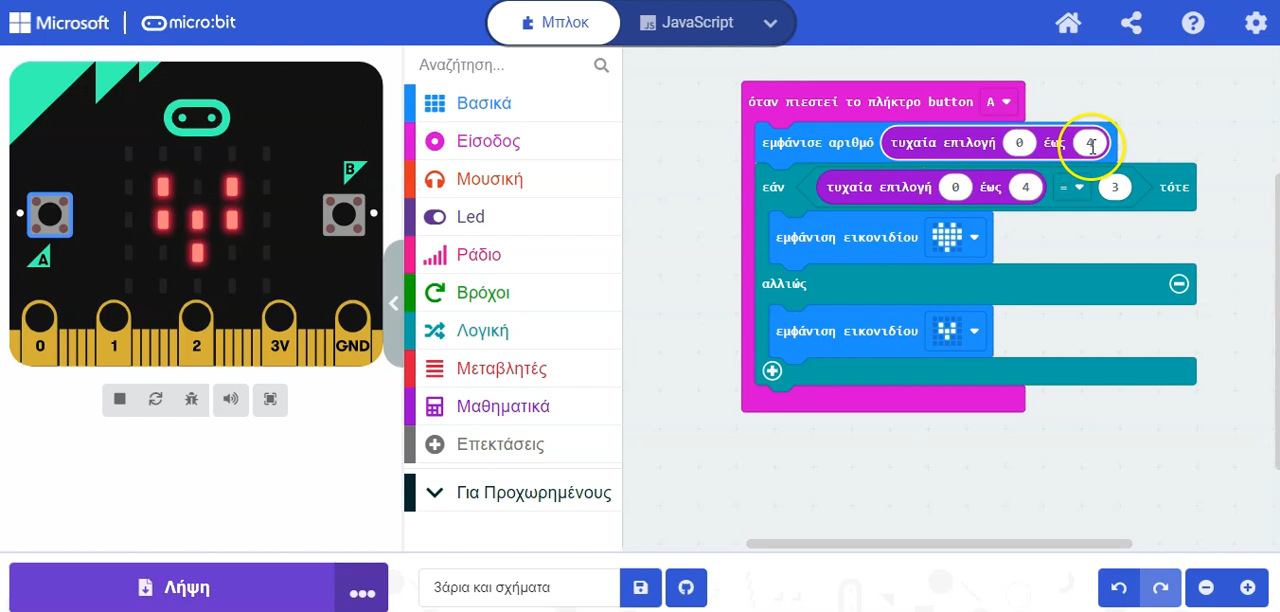 Microsoft | micro:bit
Μπλοκ
JavaScript
B
A
0 1 2 3V GND
Αναζήτηση...
Βασικά
Είσοδος
Μουσική
Led
Ράδιο
Βρόχοι
Λογική
Μεταβλητές
Μαθηματικά
Επεκτάσεις
Για Προχωρημένους
όταν πιεστεί το πλήκτρο button A
εμφάνισε αριθμό τυχαία επιλογή 0 έως 4
εάν τυχαία επιλογή 0 έως 4 = 3 τότε
εμφάνιση εικονιδίου
αλλιώς
εμφάνιση εικονιδίου
Λήψη
3άρια και σχήματα